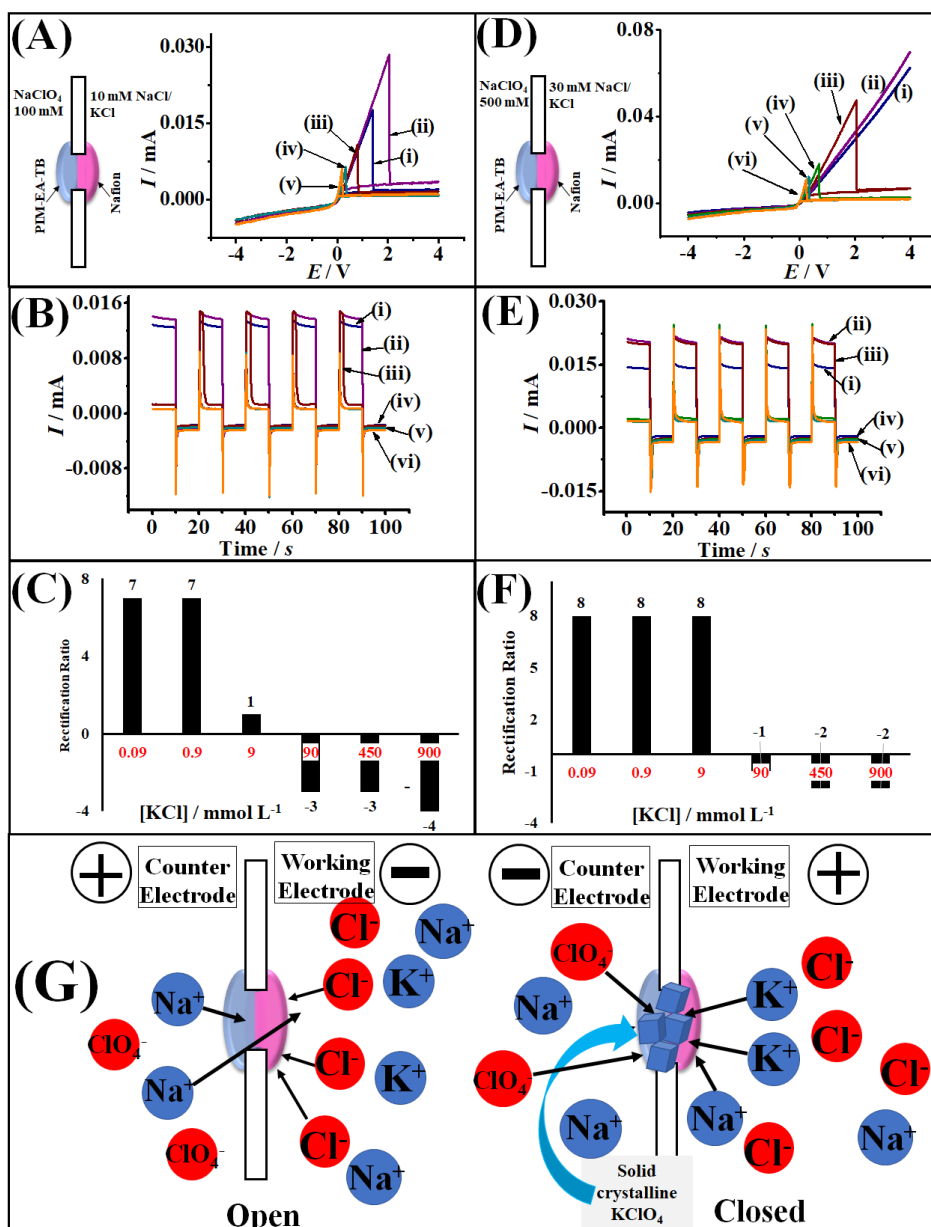 (A)
NaClO4
100 mM
10 mM NaCl/
KCl
PIM-EA-TB
Nafion
I / mA
0.030
0.015
0.000
-4 -2 0 2 4
E / V
(i)
(ii)
(iii)
(iv)
(v)
(D)
NaClO4
500 mM
30 mM NaCl/
KCl
PIM-EA-TB
Nafion
I / mA
0.08
0.04
0.00
-4 -2 0 2 4
E / V
(i)
(ii)
(iii)
(iv)
(v)
(vi)
(B)
I / mA
0.016
0.008
0.000
-0.008
0 20 40 60 80 100
Time / s
(i)
(ii)
(iii)
(iv)
(v)
(vi)
(E)
I / mA
0.030
0.015
0.000
-0.015
0 20 40 60 80 100
Time / s
(ii)
(iii)
(i)
(iv)
(v)
(vi)
(C)
Rectification Ratio
8
4
0
-4
7 7 1 -3 -3 - -4
0.09 0.9 9 90 450 900
[KCl] / mmol L-1
(F)
Rectification Ratio
8
5
2
-1
-4
8 8 8 -1 -2 -2
0.09 0.9 9 90 450 900
[KCl] / mmol L-1
(G)
+
Counter
Electrode
Working
Electrode
−
Cl-
Na+
Cl-
K+
Na+
ClO4-
Na+
Cl-
K+
ClO4-
Cl-
Na+
Open
−
Counter
Electrode
Working
Electrode
+
ClO4-
Cl-
K+
Na+
Cl-
K+
ClO4-
Cl-
Na+
Na+
Cl-
Na+
Solid
crystalline
KClO4
Closed